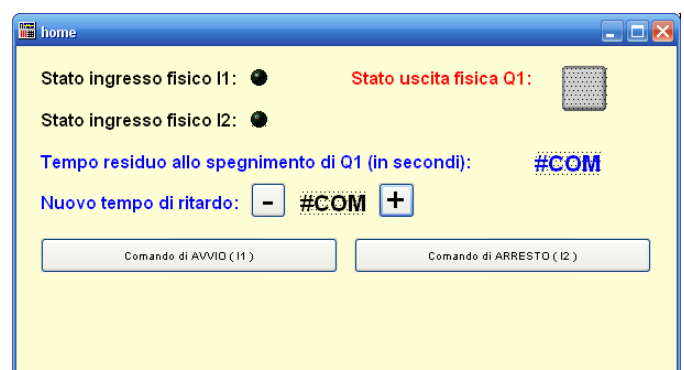 home
Stato ingresso fisico I1: Stato uscita fisica Q1:
Stato ingresso fisico I2:
Tempo residuo allo spegnimento di Q1 (in secondi): #COM
Nuovo tempo di ritardo: - #COM +
Comando di AVVIO ( I1 ) Comando di ARRESTO ( I2 )